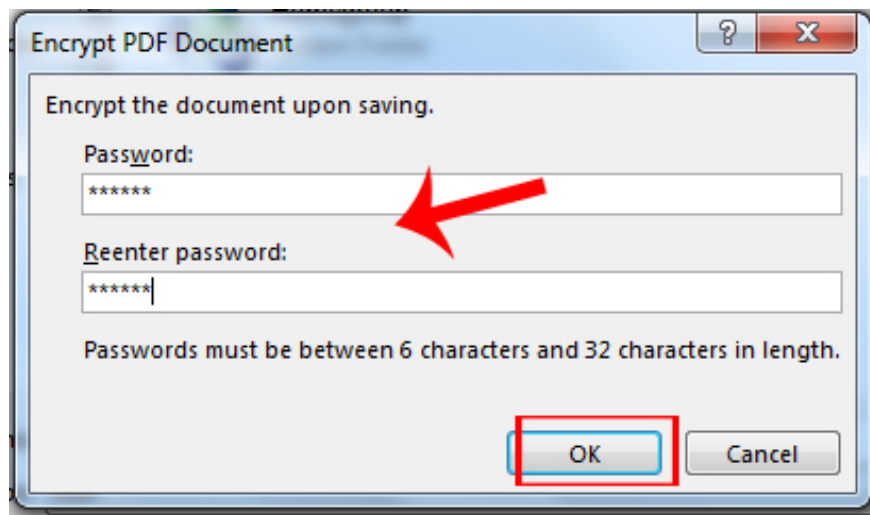 Encrypt PDF Document
?
X
Encrypt the document upon saving.
Password:
******
Reenter password:
******
Passwords must be between 6 characters and 32 characters in length.
OK
Cancel